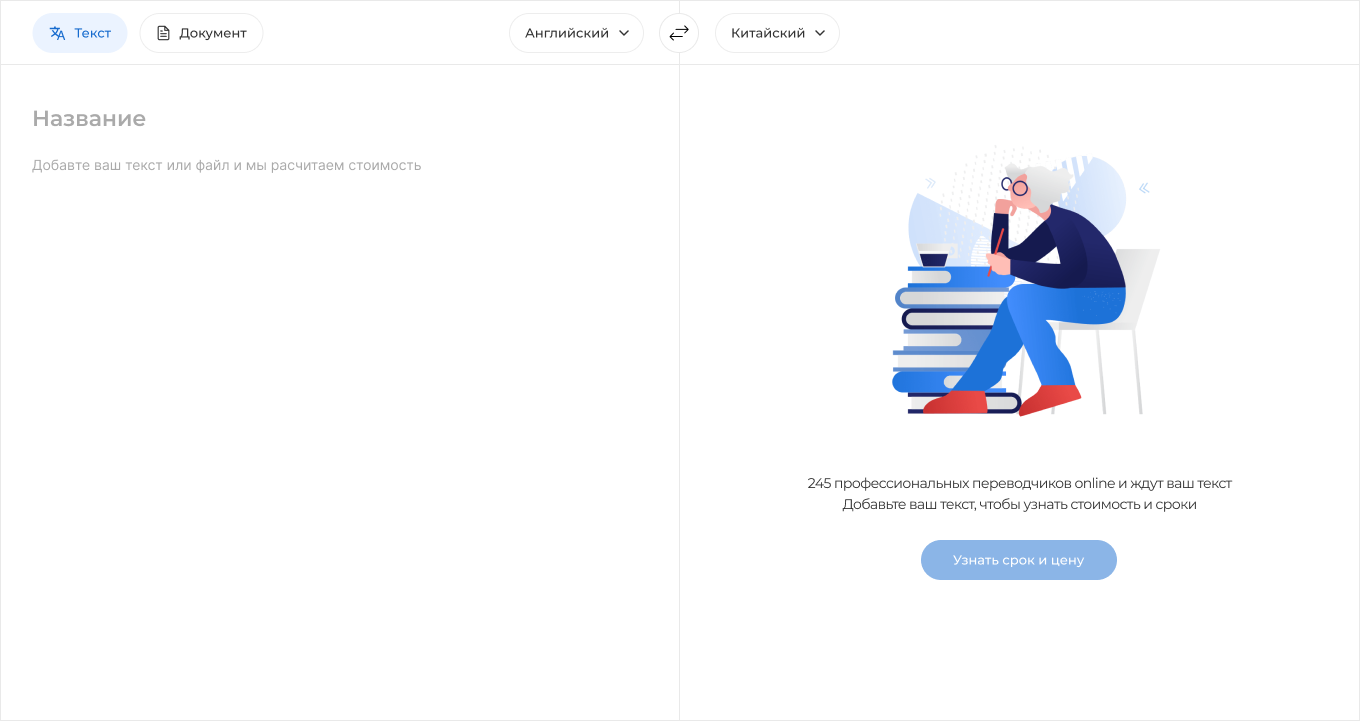 Текст
Документ
Английский
Китайский
Название
Добавте ваш текст или файл и мы расчитаем стоимость
245 профессиональных переводчиков online и ждут ваш текст
Добавьте ваш текст, чтобы узнать стоимость и сроки
Узнать срок и цену